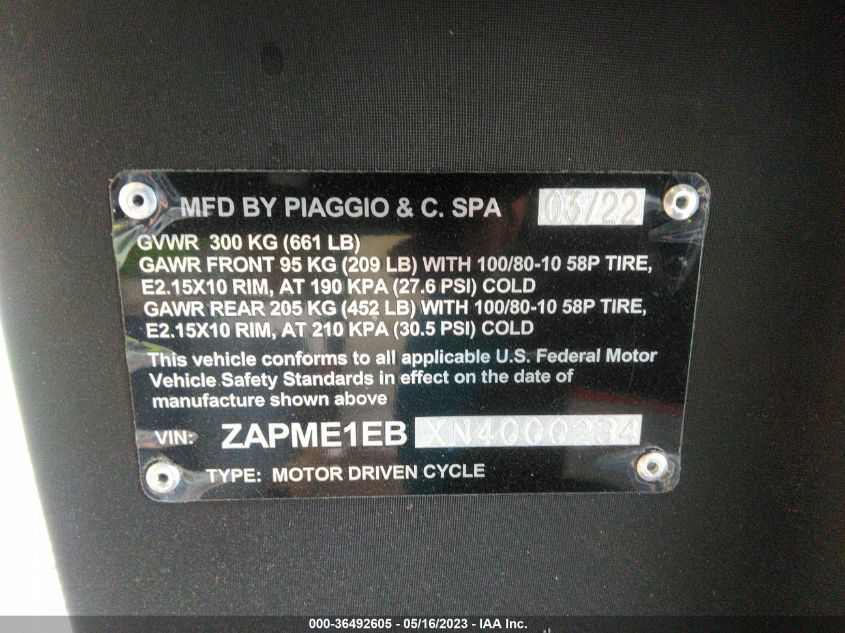 MFD BY PIAGGIO & C. SPA 03/22
GVWR 300 KG (661 LB)
GAWR FRONT 95 KG (209 LB) WITH 100/80-10 58P TIRE,
E2.15X10 RIM, AT 190 KPA (27.6 PSI) COLD
GAWR REAR 205 KG (452 LB) WITH 100/80-10 58P TIRE,
E2.15X10 RIM, AT 210 KPA (30.5 PSI) COLD
This vehicle conforms to all applicable U.S. Federal Motor
Vehicle Safety Standards in effect on the date of
manufacture shown above
VIN: ZAPME1EB XN4000234
TYPE: MOTOR DRIVEN CYCLE
000-36492605 - 05/16/2023 - IAA Inc.